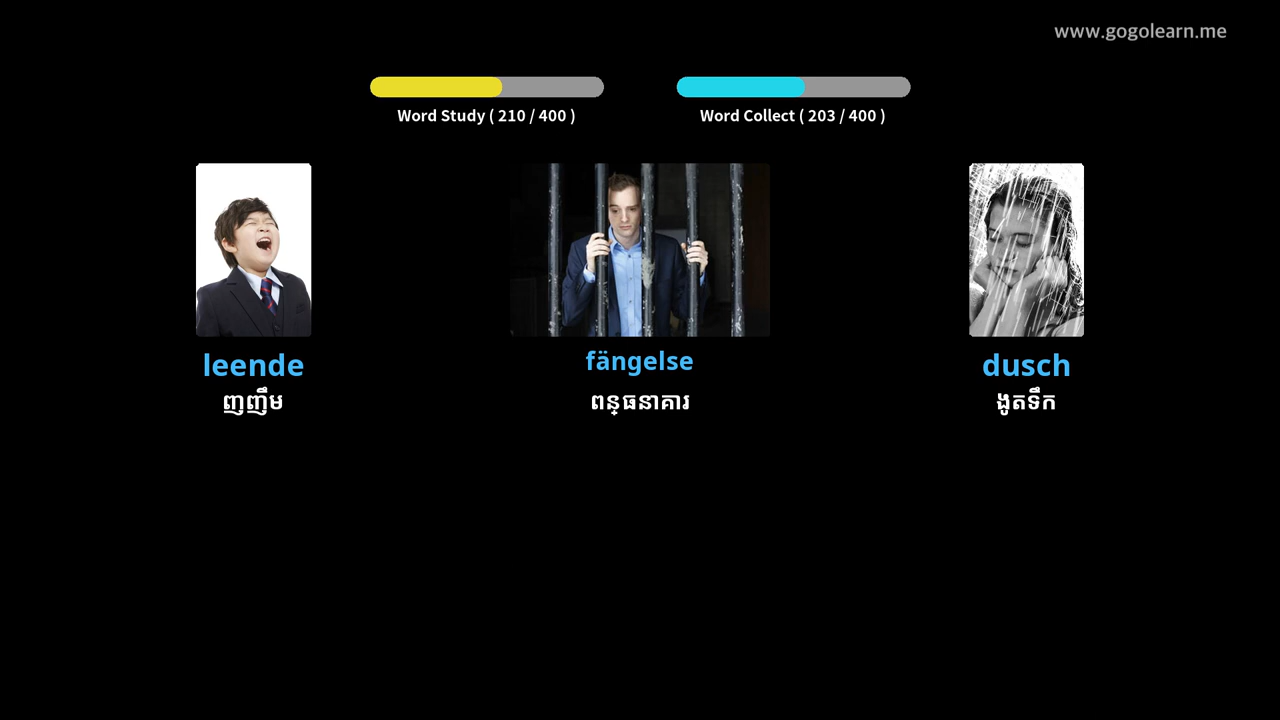 www.gogolearn.me
Word Study ( 210 / 400 )
Word Collect ( 203 / 400 )
leende
ញញឹម
fängelse
ពន្ធនាគារ
dusch
ងូតទឹក